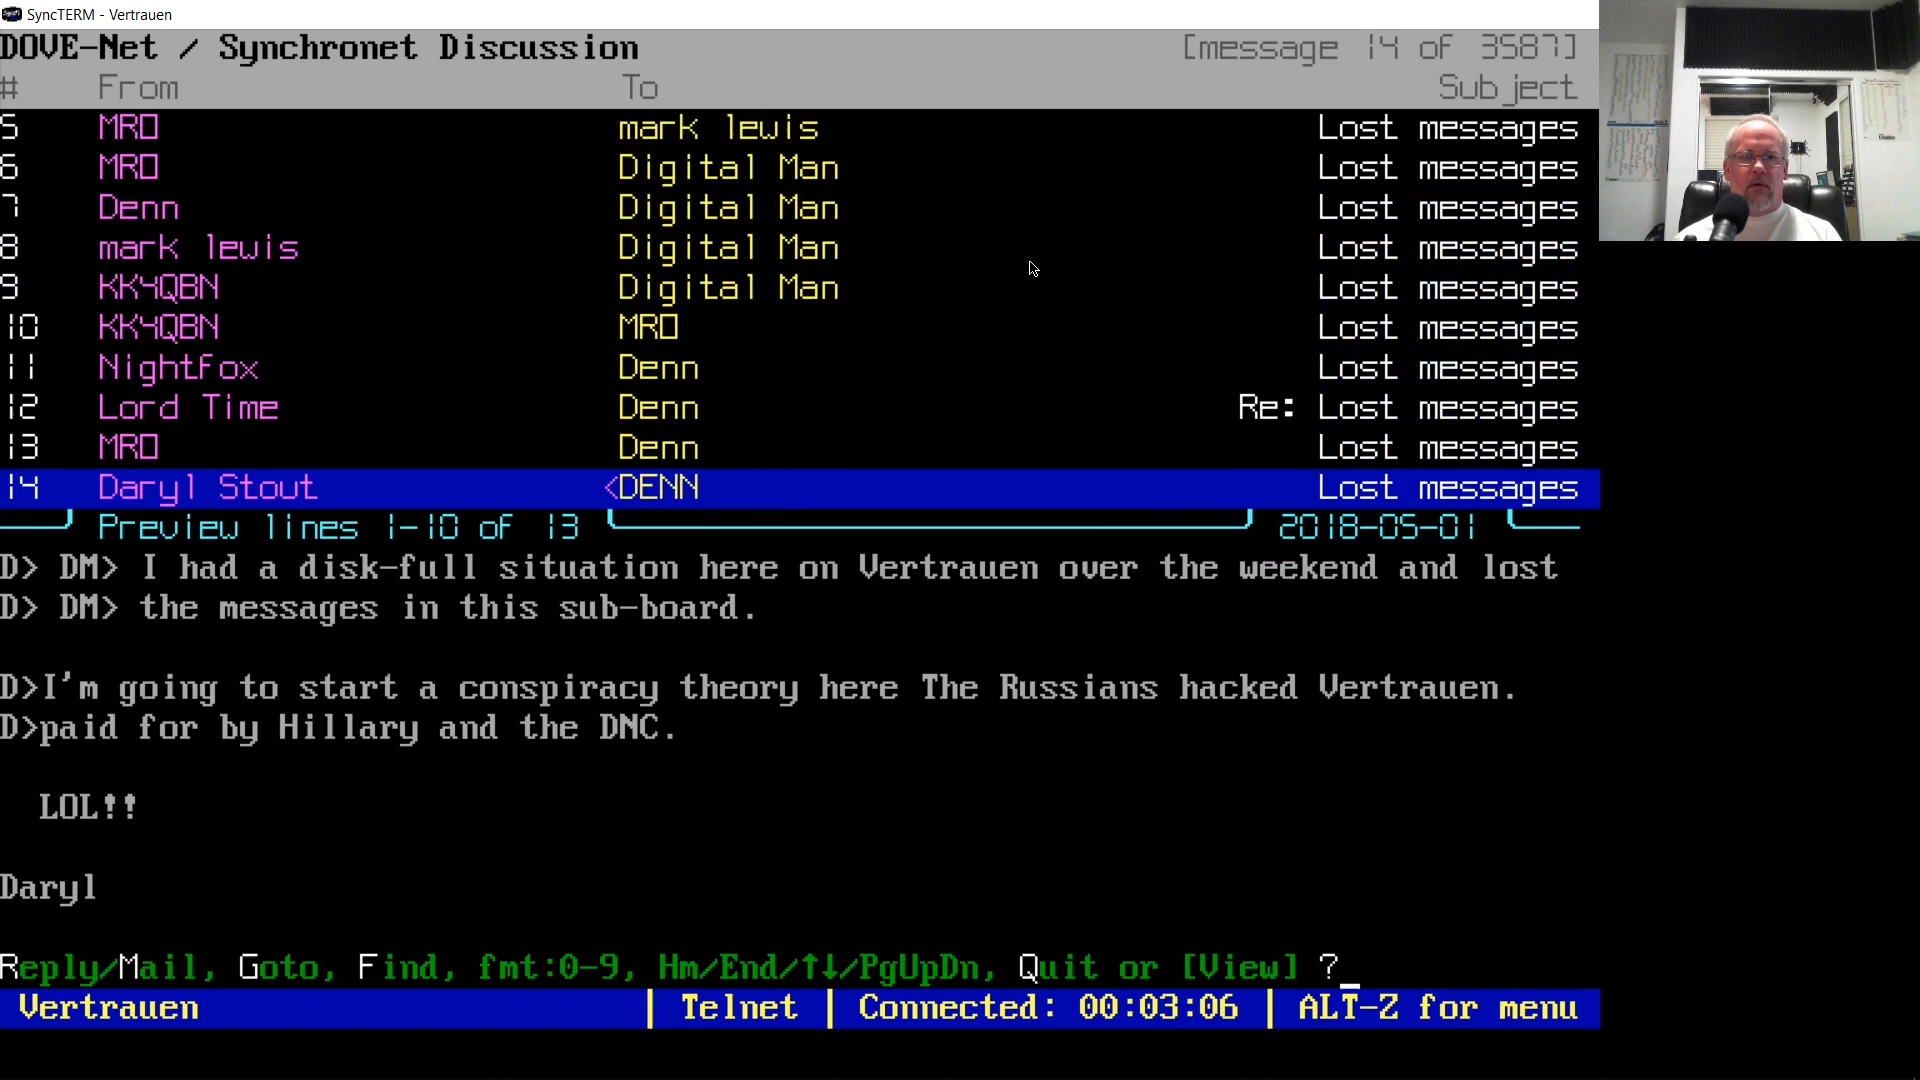 SyncTERM - Vertrauen
DOVE-Net / Synchronet Discussion [message 14 of 3587]
# From To Subject
5 MRO mark lewis Lost messages
6 MRO Digital Man Lost messages
7 Denn Digital Man Lost messages
8 mark lewis Digital Man Lost messages
9 KK4QBN Digital Man Lost messages
10 KK4QBN MRO Lost messages
11 Nightfox Denn Lost messages
12 Lord Time Denn Re: Lost messages
13 MRO Denn Lost messages
14 Daryl Stout <DENN Lost messages
Preview lines 1-10 of 13 2018-05-01
D> DM> I had a disk-full situation here on Vertrauen over the weekend and lost
D> DM> the messages in this sub-board.
D>I'm going to start a conspiracy theory here The Russians hacked Vertrauen.
D>paid for by Hillary and the DNC.
LOL!!
Daryl
Reply/Mail, Goto, Find, fmt:0-9, Hm/End/↑↓/PgUpDn, Quit or [View] ?
Vertrauen | Telnet | Connected: 00:03:06 | ALT-Z for menu